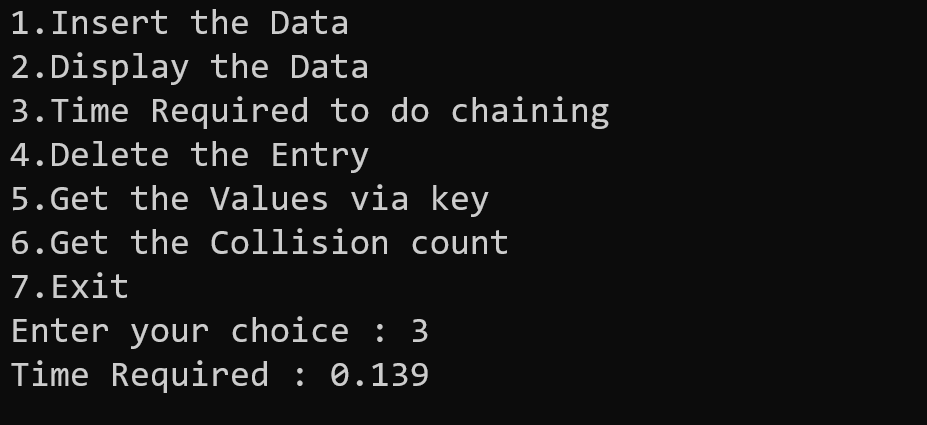 1.Insert the Data
2.Display the Data
3.Time Required to do chaining
4.Delete the Entry
5.Get the Values via key
6.Get the Collision count
7.Exit
Enter your choice : 3
Time Required : 0.139